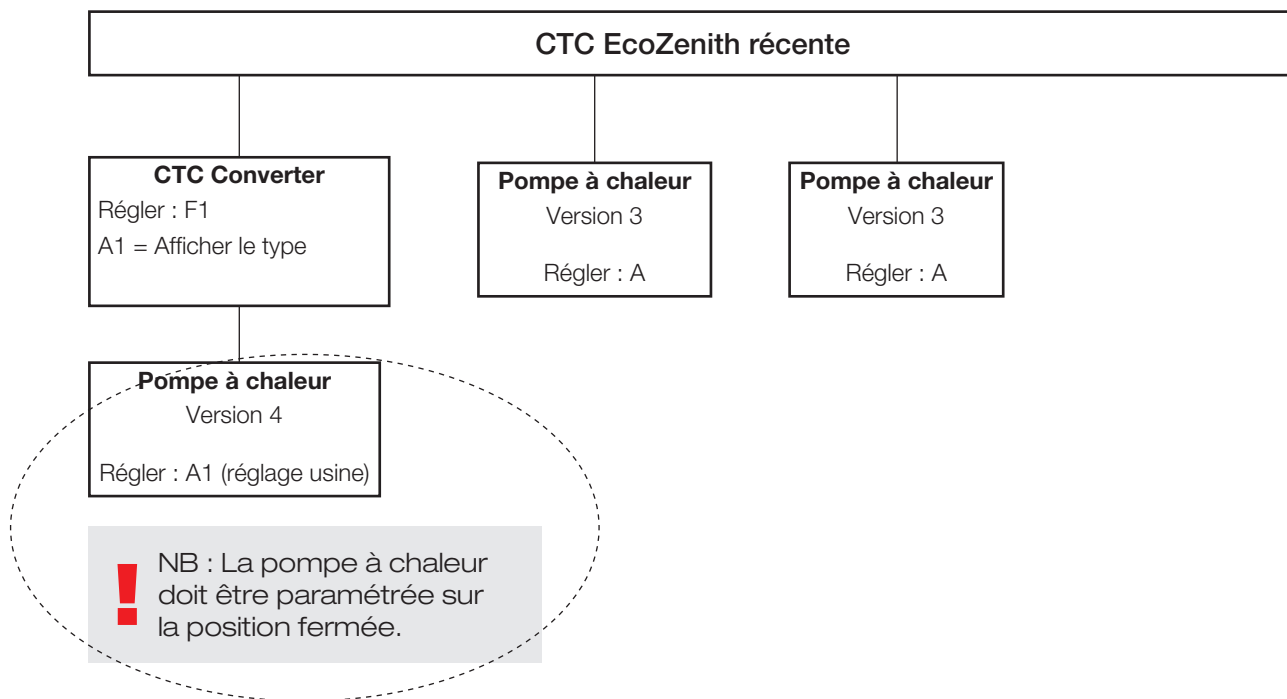 CTC EcoZenith récente
CTC Converter
Régler : F1
A1 = Afficher le type
Pompe à chaleur
Version 3
Régler : A
Pompe à chaleur
Version 3
Régler : A
Pompe à chaleur
Version 4
Régler : A1 (réglage usine)
! NB : La pompe à chaleur
doit être paramétrée sur
la position fermée.